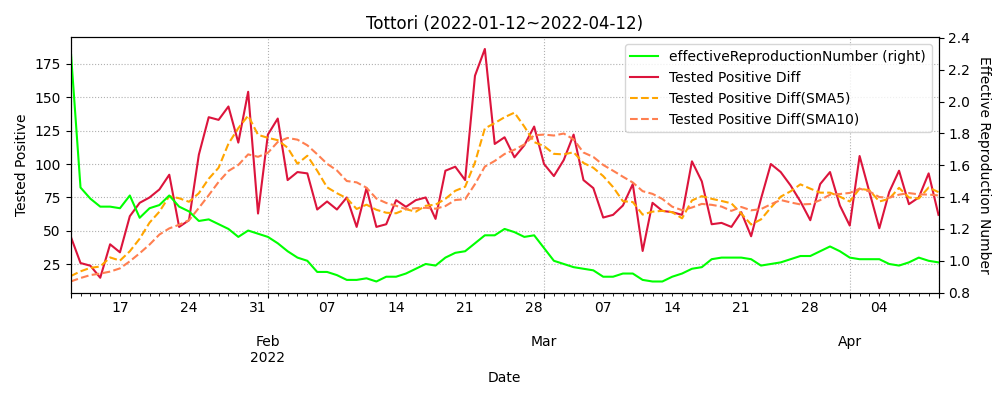 Tottori (2022-01-12~2022-04-12)
effectiveReproductionNumber (right)
Tested Positive Diff
Tested Positive Diff(SMA5)
Tested Positive Diff(SMA10)
Tested Positive
175
150
125
100
75
50
25
2.4
2.2
2.0
1.8
1.6
1.4
1.2
1.0
0.8
Effective Reproduction Number
17 24 31 07 14 21 28 07 14 21 28 04
Feb Mar Apr
2022
Date